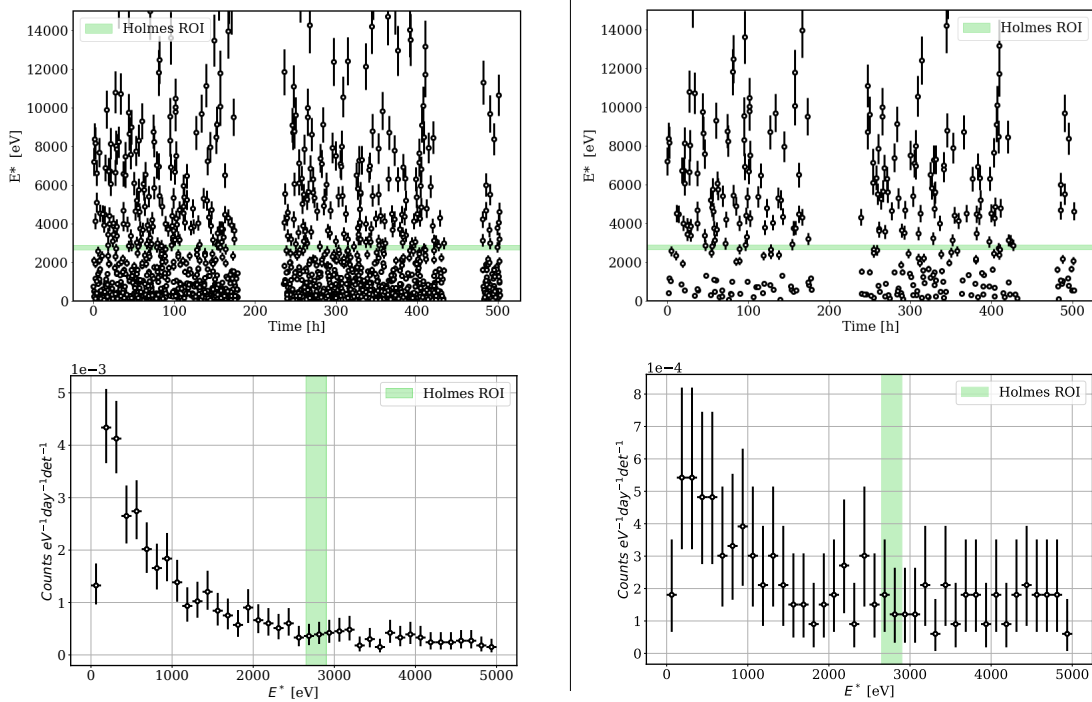 Holmes ROI
14000
12000
10000
8000
6000
4000
2000
0
E* [eV]
0 100 200 300 400 500
Time [h]
Holmes ROI
14000
12000
10000
8000
6000
4000
2000
0
E* [eV]
0 100 200 300 400 500
Time [h]
1e−3
Holmes ROI
5
4
3
2
1
0
Counts eV⁻¹day⁻¹det⁻¹
0 1000 2000 3000 4000 5000
E* [eV]
1e−4
Holmes ROI
8
7
6
5
4
3
2
1
0
Counts eV⁻¹day⁻¹det⁻¹
0 1000 2000 3000 4000 5000
E* [eV]